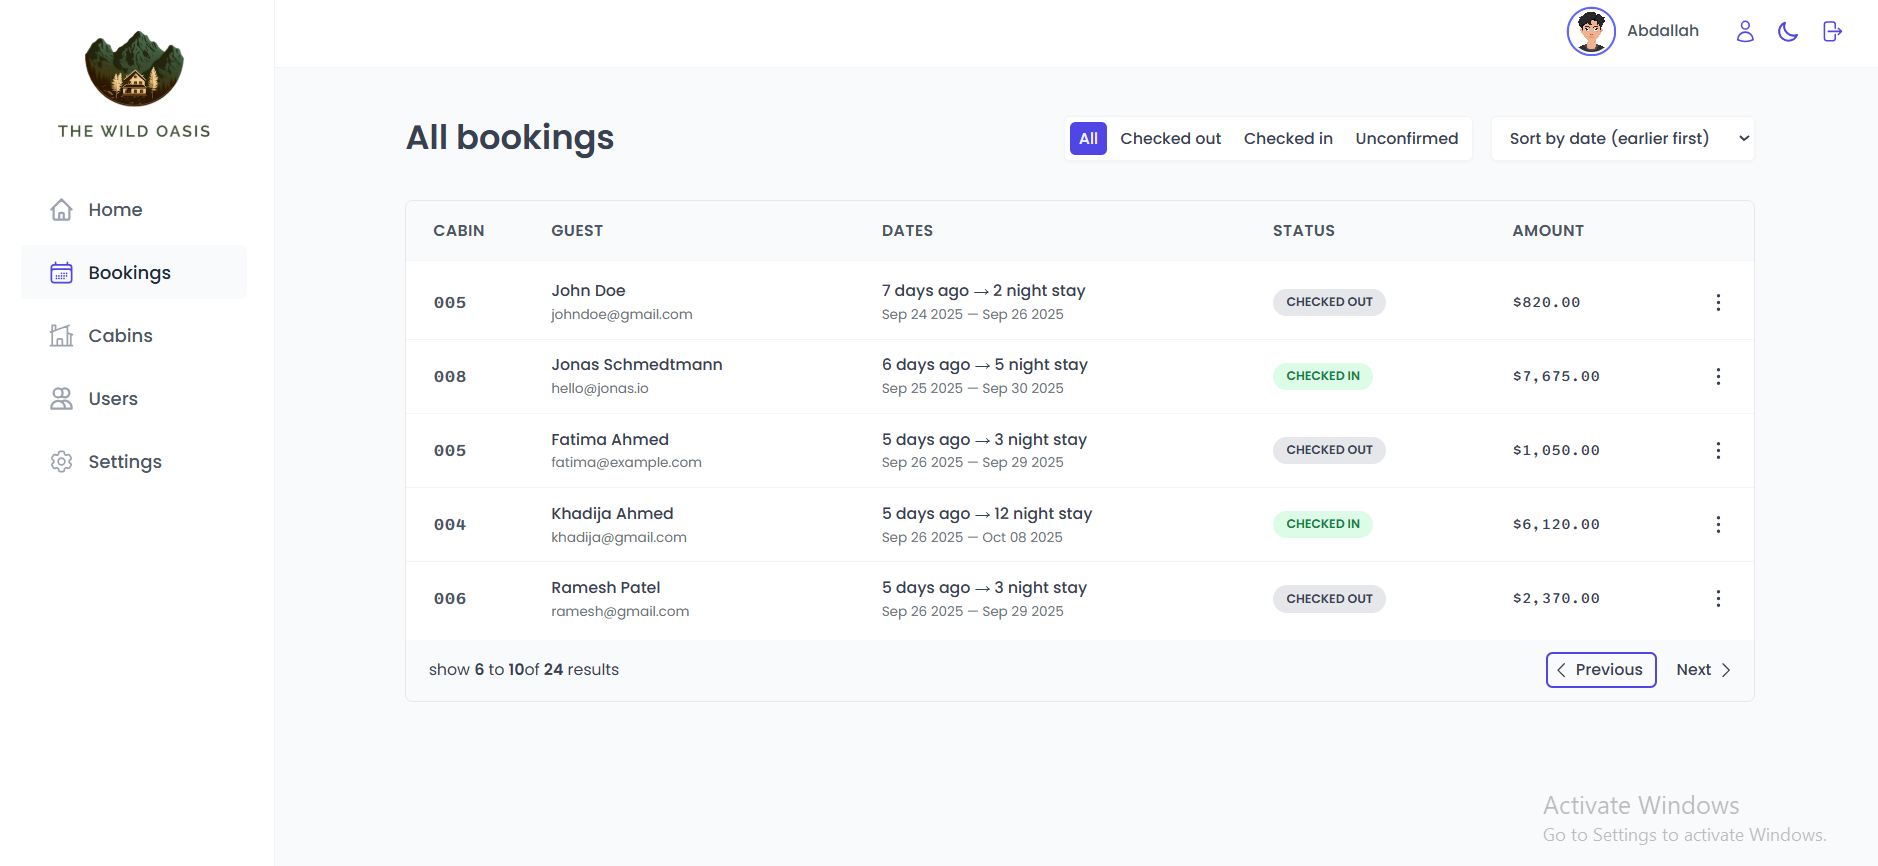 THE WILD OASIS
Home
Bookings
Cabins
Users
Settings
Abdallah
All bookings
All Checked out Checked in Unconfirmed
Sort by date (earlier first)
CABIN GUEST DATES STATUS AMOUNT
005 John Doe 7 days ago → 2 night stay CHECKED OUT $820.00
johndoe@gmail.com Sep 24 2025 — Sep 26 2025
008 Jonas Schmedtmann 6 days ago → 5 night stay CHECKED IN $7,675.00
hello@jonas.io Sep 25 2025 — Sep 30 2025
005 Fatima Ahmed 5 days ago → 3 night stay CHECKED OUT $1,050.00
fatima@example.com Sep 26 2025 — Sep 29 2025
004 Khadija Ahmed 5 days ago → 12 night stay CHECKED IN $6,120.00
khadija@gmail.com Sep 26 2025 — Oct 08 2025
006 Ramesh Patel 5 days ago → 3 night stay CHECKED OUT $2,370.00
ramesh@gmail.com Sep 26 2025 — Sep 29 2025
show 6 to 10of 24 results
Previous Next
Activate Windows
Go to Settings to activate Windows.